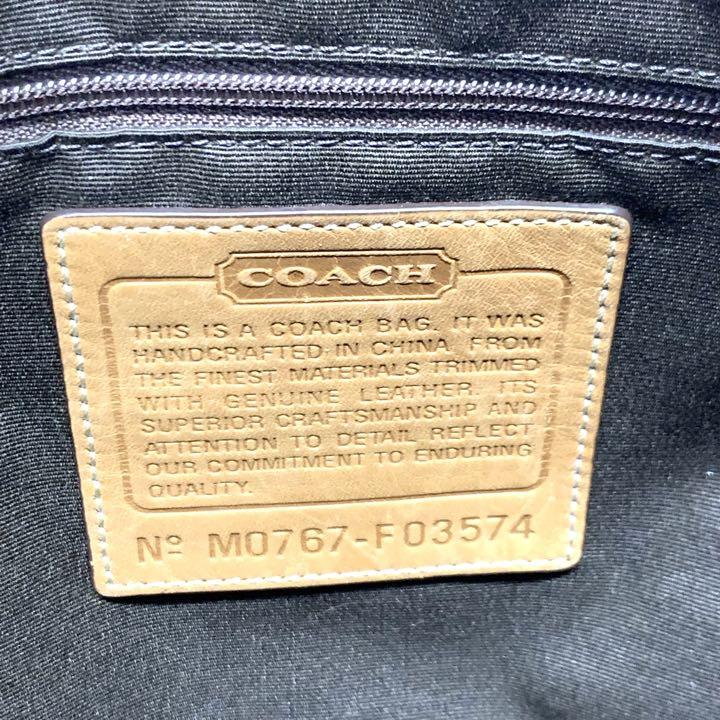 COACH
THIS IS A COACH BAG. IT WAS
HANDCRAFTED IN CHINA FROM
THE FINEST MATERIALS TRIMMED
WITH GENUINE LEATHER. ITS
SUPERIOR CRAFTSMANSHIP AND
ATTENTION TO DETAIL REFLECT
OUR COMMITMENT TO ENDURING
QUALITY.
Nº M0767-F03574